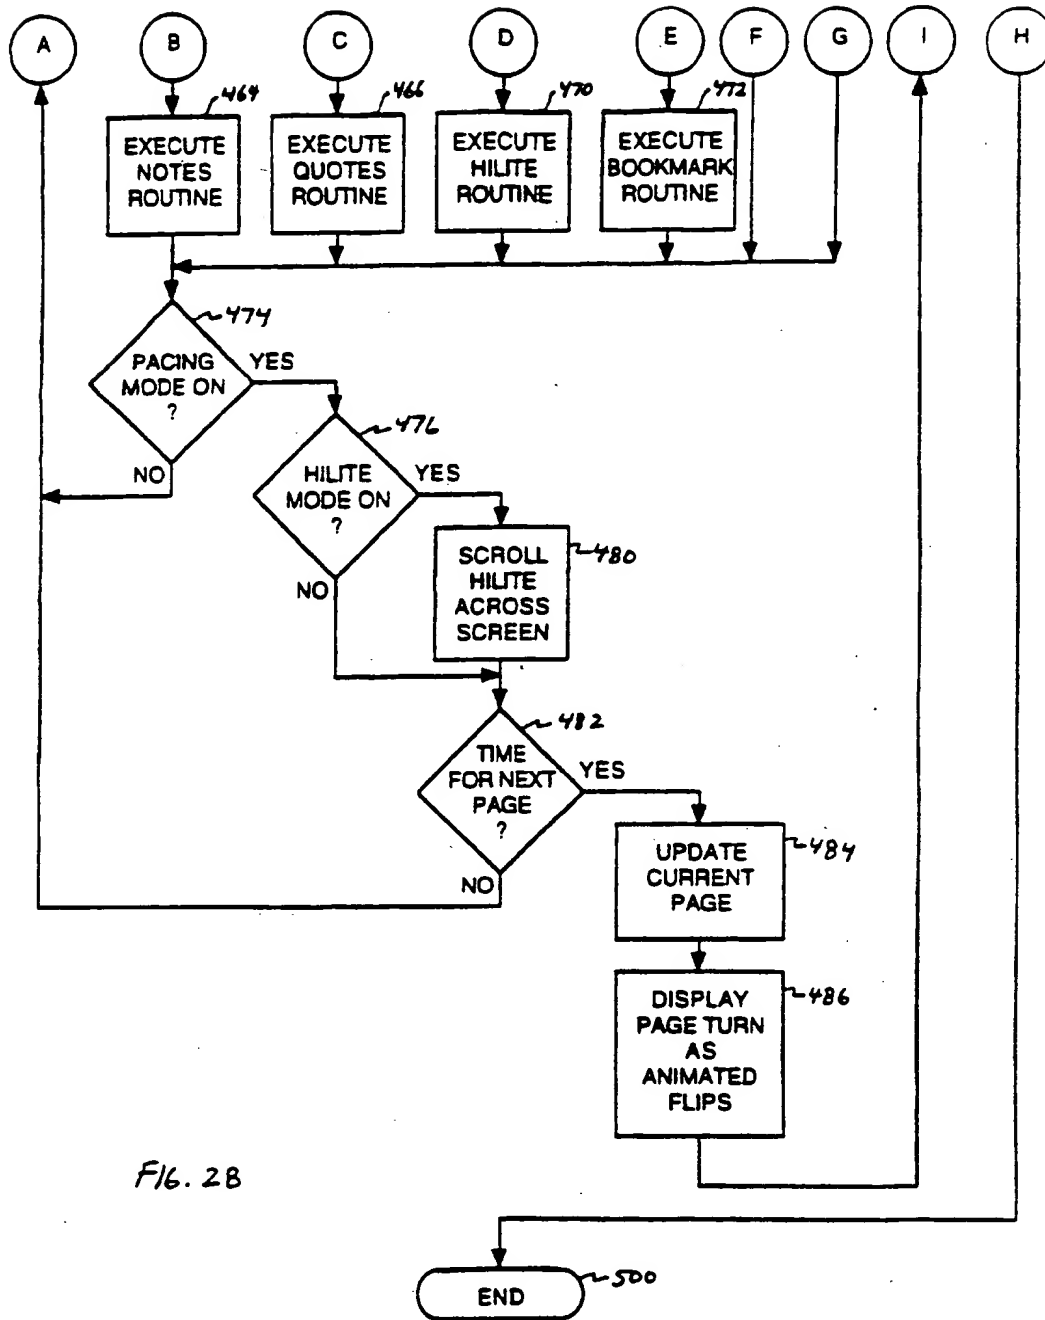 A B C D E F G I H
464 466 470 472
EXECUTE
NOTES
ROUTINE
EXECUTE
QUOTES
ROUTINE
EXECUTE
HILITE
ROUTINE
EXECUTE
BOOKMARK
ROUTINE
474
PACING
MODE ON
?
YES
NO
476
HILITE
MODE ON
?
YES
NO
480
SCROLL
HILITE
ACROSS
SCREEN
482
TIME
FOR NEXT
PAGE
?
YES
NO
484
UPDATE
CURRENT
PAGE
486
DISPLAY
PAGE TURN
AS
ANIMATED
FLIPS
FIG. 2B
500
END